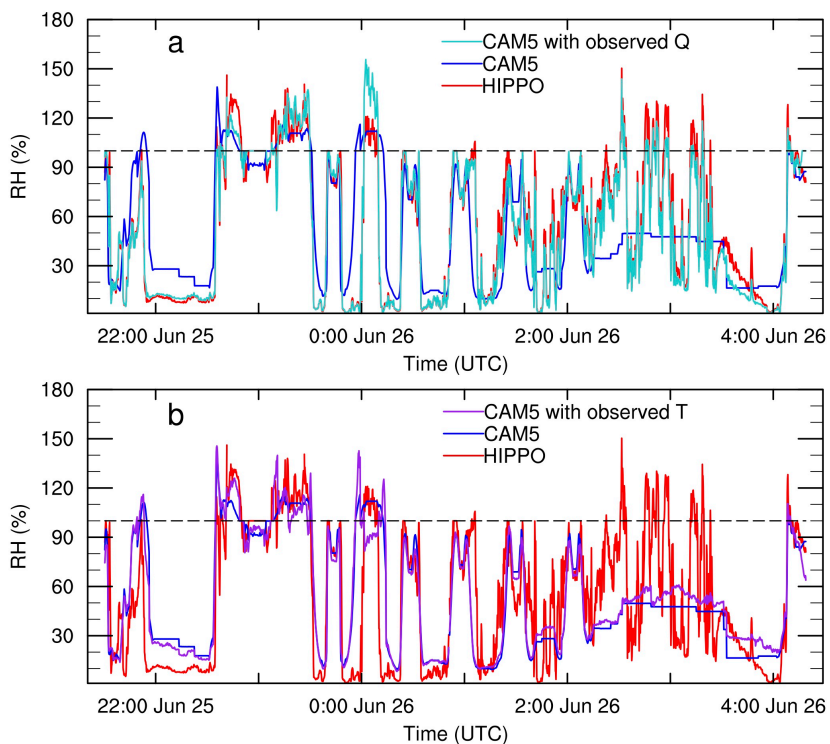 a
CAM5 with observed Q
CAM5
HIPPO
RH (%)
180
150
120
90
60
30
22:00 Jun 25
0:00 Jun 26
2:00 Jun 26
4:00 Jun 26
Time (UTC)
b
CAM5 with observed T
CAM5
HIPPO
RH (%)
180
150
120
90
60
30
22:00 Jun 25
0:00 Jun 26
2:00 Jun 26
4:00 Jun 26
Time (UTC)